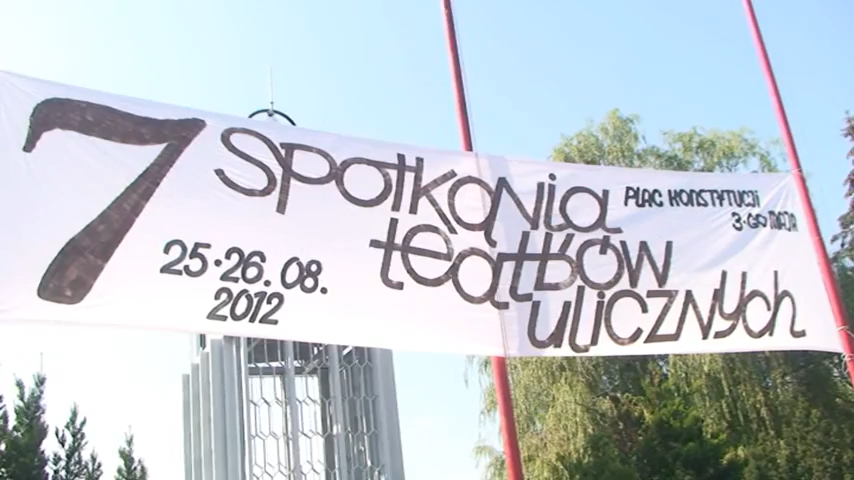 7 Spotkania
teatrów
ulicznych
25-26.08.
2012
PLAC KONSTYTUCJI
3-GO MAJA